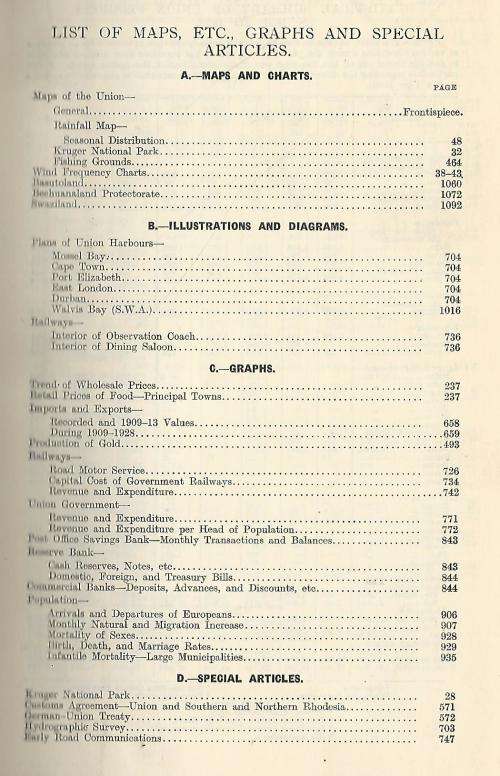 LIST OF MAPS, ETC., GRAPHS AND SPECIAL
ARTICLES.
A.—MAPS AND CHARTS.
PAGE
Maps of the Union—
General........Frontispiece.
Rainfall Map—
Seasonal Distribution........48
Kruger National Park........32
Fishing Grounds........464
Wind Frequency Charts........38-43.
Basutoland........1060
Bechuanaland Protectorate........1072
Swaziland........1092
B.—ILLUSTRATIONS AND DIAGRAMS.
Plans of Union Harbours—
Mossel Bay........704
Cape Town........704
Port Elizabeth........704
East London........704
Durban........704
Walvis Bay (S.W.A.)........1016
Railways—
Interior of Observation Coach........736
Interior of Dining Saloon........736
C.—GRAPHS.
Trend of Wholesale Prices........237
Retail Prices of Food—Principal Towns........237
Imports and Exports—
Recorded and 1909-13 Values........658
During 1909-1928........659
Production of Gold........493
Railways—
Road Motor Service........726
Capital Cost of Government Railways........734
Revenue and Expenditure........742
Union Government—
Revenue and Expenditure........771
Revenue and Expenditure per Head of Population........772
Post Office Savings Bank—Monthly Transactions and Balances........843
Reserve Bank—
Cash Reserves, Notes, etc........843
Domestic, Foreign, and Treasury Bills........844
Commercial Banks—Deposits, Advances, and Discounts, etc........844
Population—
Arrivals and Departures of Europeans........906
Monthly Natural and Migration Increase........907
Mortality of Sexes........928
Birth, Death, and Marriage Rates........929
Infantile Mortality—Large Municipalities........935
D.—SPECIAL ARTICLES.
Kruger National Park........28
Customs Agreement—Union and Southern and Northern Rhodesia........571
German-Union Treaty........572
Hydrographic Survey........703
Early Road Communications........747